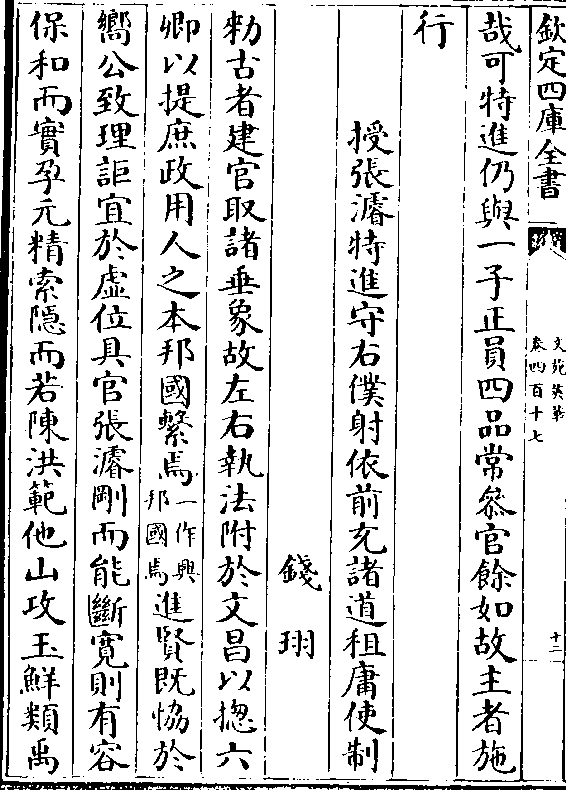 欽定四庫全書
文苑英華
卷四百十七
十二
哉可特進仍與一子正員四品常叅官餘如故主者施
行
授張濬特進守右僕射依前充諸道租庸使制
錢珝
勅古者建官取諸垂象故左右執法附於文昌以揔六
卿以提庶政用人之本邦國繫焉一作興邦國焉進賢既恊於
嚮公致理詎宜於虛位具官張濬剛而能斷寛則有容
保和而實孕元精索隱而若陳洪範他山攻玉鮮類禹